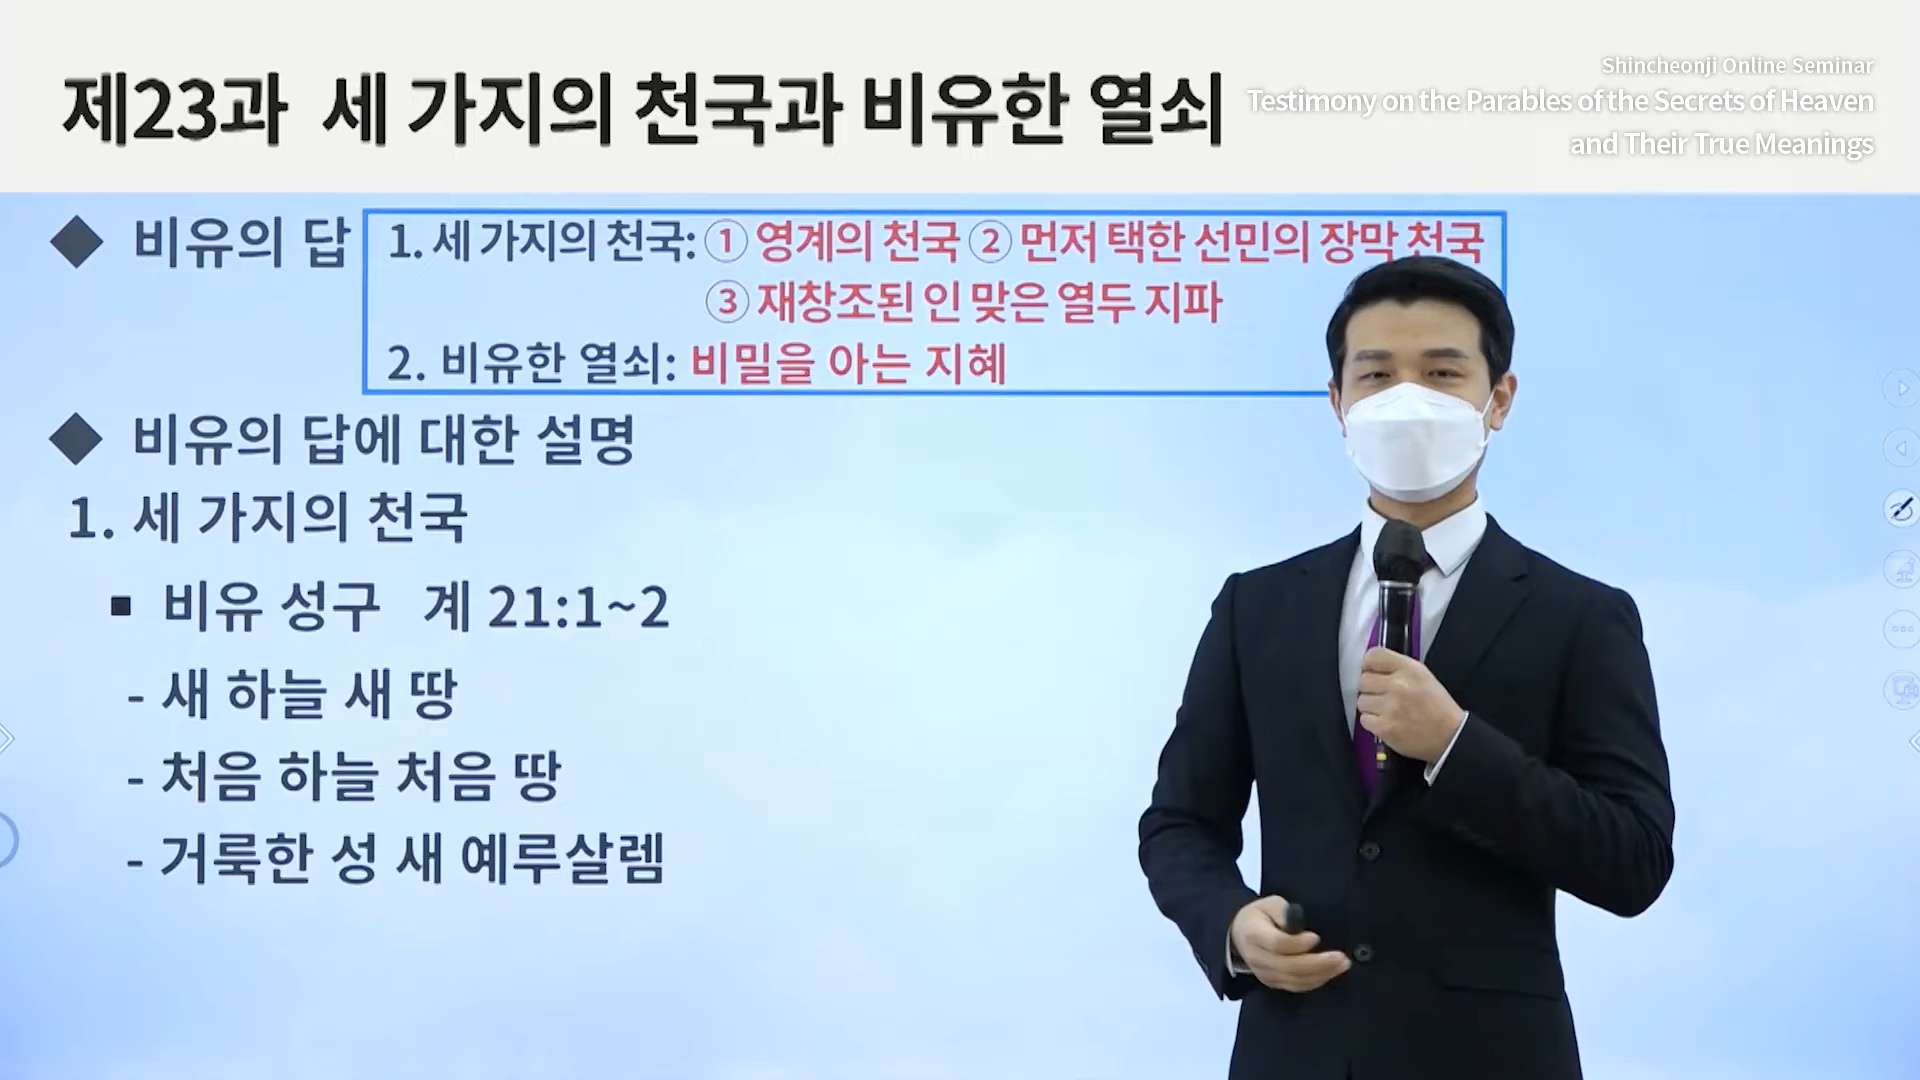 제23과 세 가지의 천국과 비유한 열쇠
Shincheonji Online Seminar
Testimony on the Parables of the Secrets of Heaven
and Their True Meanings
◆ 비유의 답
1. 세 가지의 천국: ① 영계의 천국 ② 먼저 택한 선민의 장막 천국
③ 재창조된 인 맞은 열두 지파
2. 비유한 열쇠: 비밀을 아는 지혜
◆ 비유의 답에 대한 설명
1. 세 가지의 천국
▪ 비유 성구 계 21:1~2
- 새 하늘 새 땅
- 처음 하늘 처음 땅
- 거룩한 성 새 예루살렘